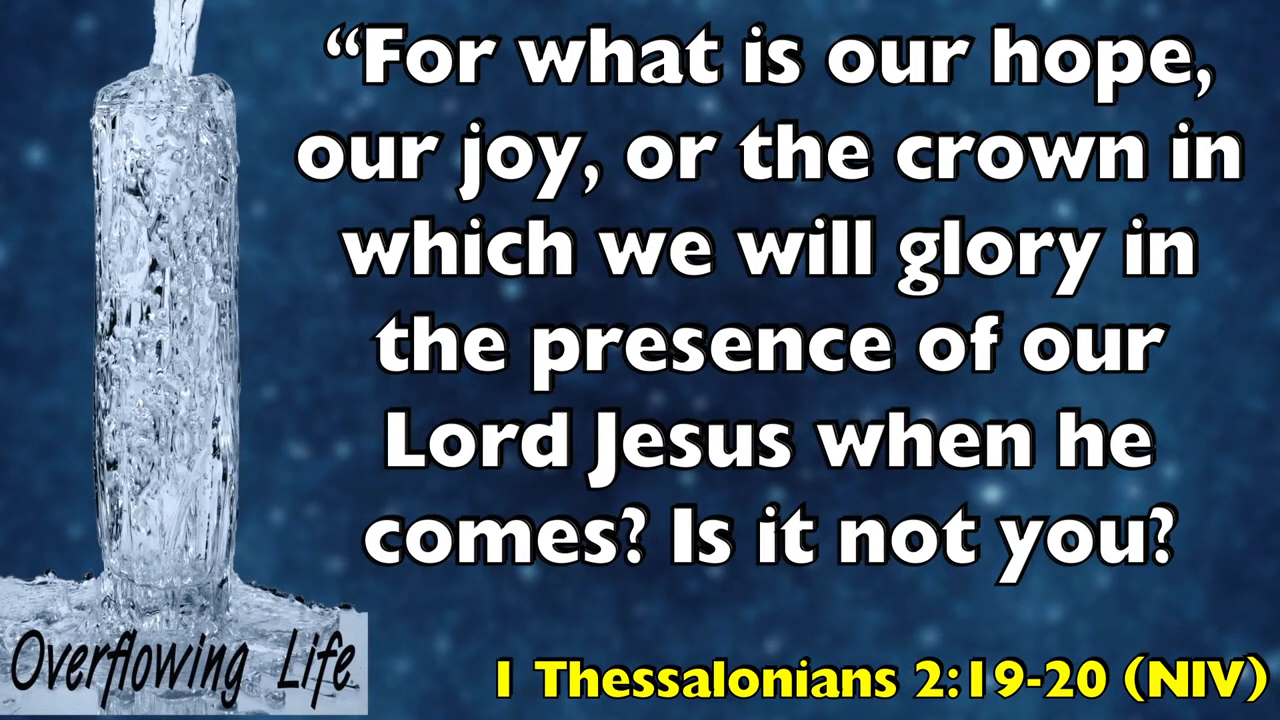 “For what is our hope,
our joy, or the crown in
which we will glory in
the presence of our
Lord Jesus when he
comes? Is it not you?
Overflowing Life
1 Thessalonians 2:19-20 (NIV)